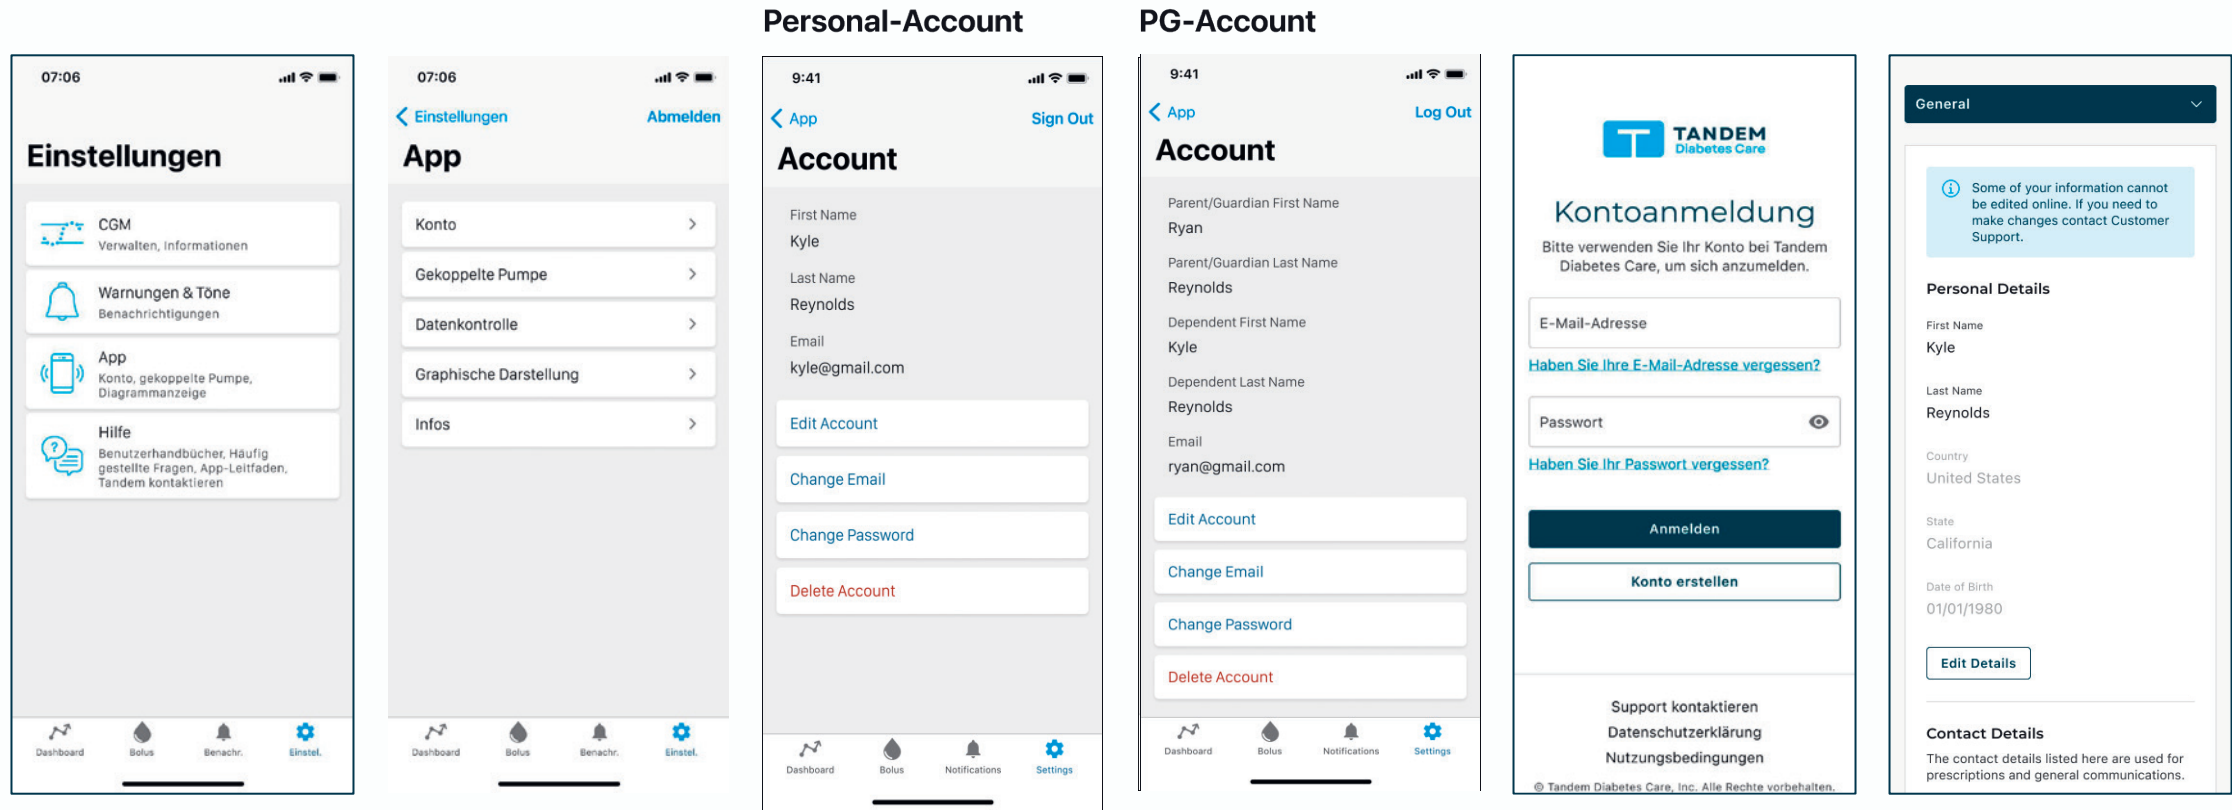 Personal-Account
PG-Account
07:06
Einstellungen
CGM
Verwalten, Informationen
Warnungen & Töne
Benachrichtigungen
App
Konto, gekoppelte Pumpe,
Diagrammanzeige
Hilfe
Benutzerhandbücher, Häufig
gestellte Fragen, App-Leitfaden,
Tandem kontaktieren
Dashboard
Bolus
Benachr.
Einstel.
07:06
Einstellungen
Abmelden
App
Konto
Gekoppelte Pumpe
Datenkontrolle
Graphische Darstellung
Infos
Dashboard
Bolus
Benachr.
Einstel.
9:41
App
Sign Out
Account
First Name
Kyle
Last Name
Reynolds
Email
kyle@gmail.com
Edit Account
Change Email
Change Password
Delete Account
Dashboard
Bolus
Notifications
Settings
9:41
App
Log Out
Account
Parent/Guardian First Name
Ryan
Parent/Guardian Last Name
Reynolds
Dependent First Name
Kyle
Dependent Last Name
Reynolds
Email
ryan@gmail.com
Edit Account
Change Email
Change Password
Delete Account
Dashboard
Bolus
Notifications
Settings
TANDEM
Diabetes Care
Kontoanmeldung
Bitte verwenden Sie Ihr Konto bei Tandem
Diabetes Care, um sich anzumelden.
E-Mail-Adresse
Haben Sie Ihre E-Mail-Adresse vergessen?
Passwort
Haben Sie Ihr Passwort vergessen?
Anmelden
Konto erstellen
Support kontaktieren
Datenschutzerklärung
Nutzungsbedingungen
© Tandem Diabetes Care, Inc. Alle Rechte vorbehalten.
General
Some of your information cannot
be edited online. If you need to
make changes contact Customer
Support.
Personal Details
First Name
Kyle
Last Name
Reynolds
Country
United States
State
California
Date of Birth
01/01/1980
Edit Details
Contact Details
The contact details listed here are used for
prescriptions and general communications.